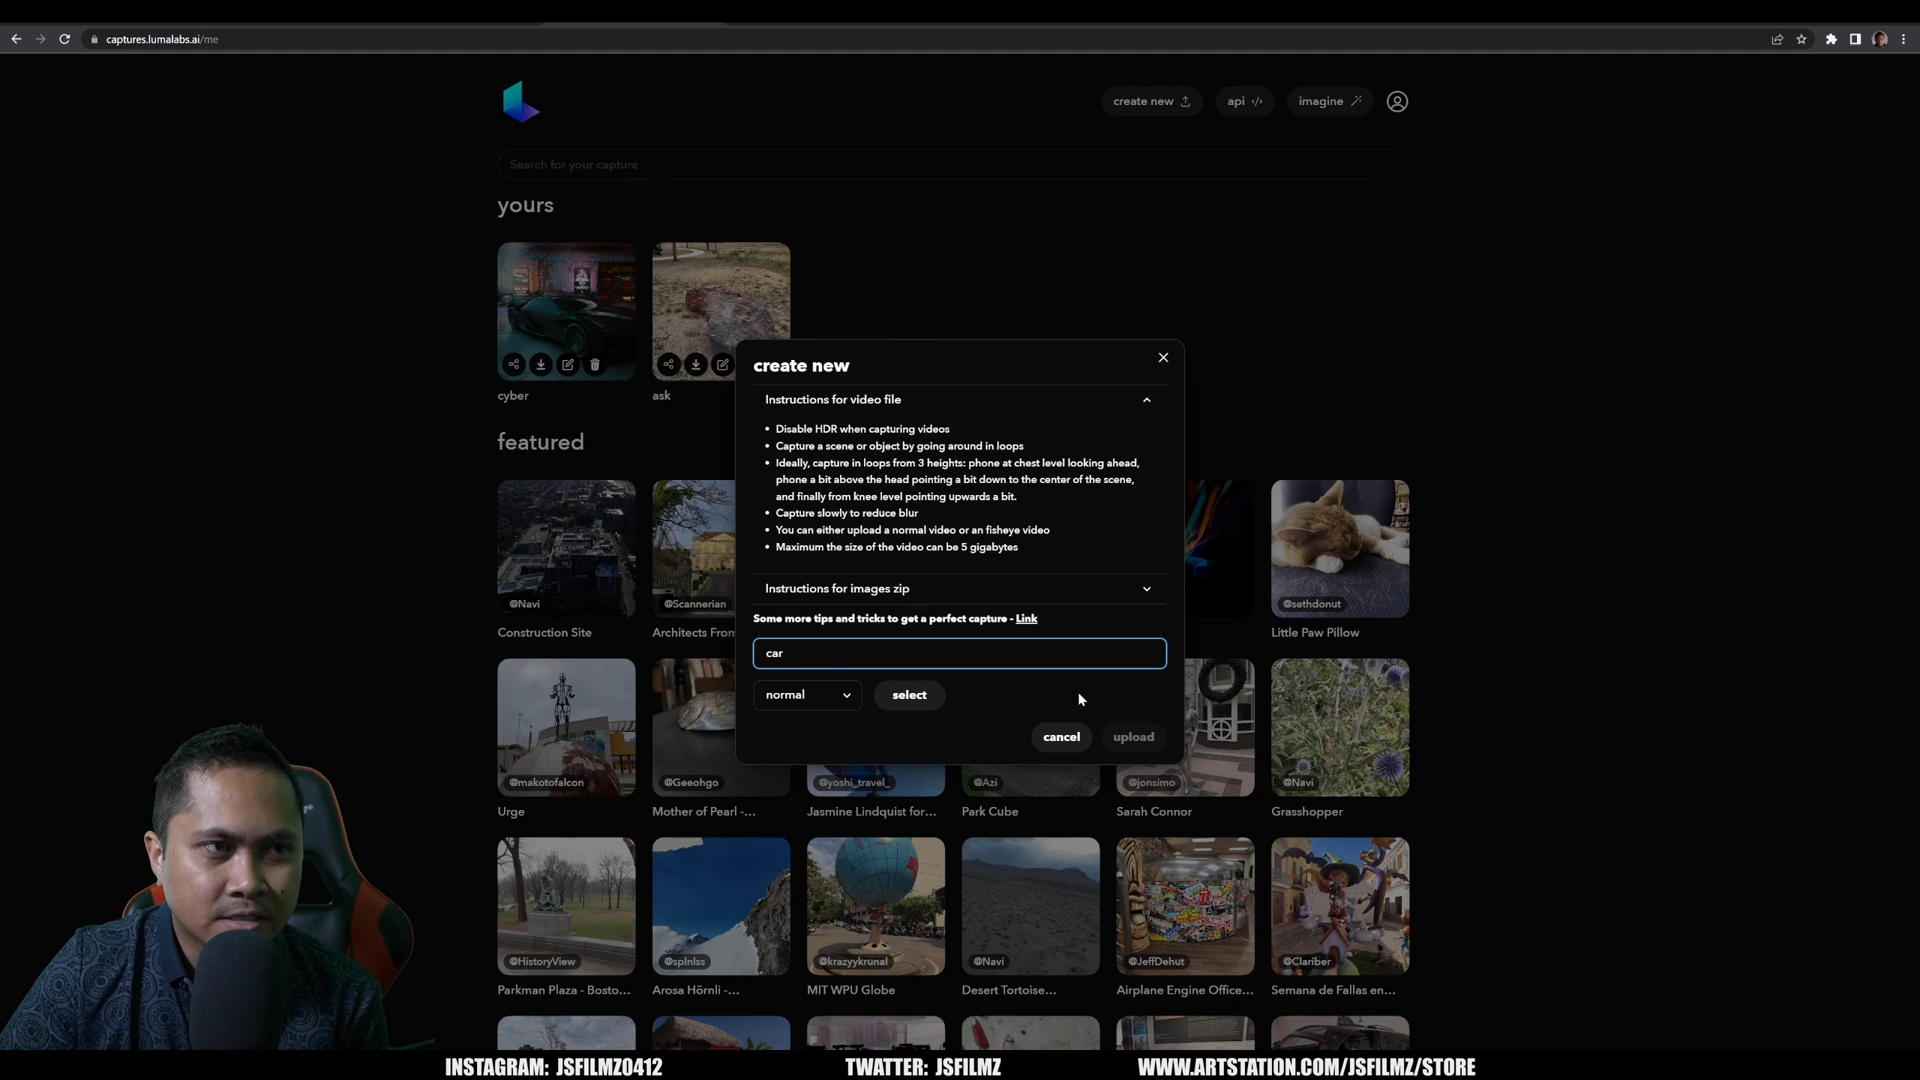 captures.lumalabs.ai/me
create new
api
imagine
Search for your capture
yours
cyber
ask
featured
create new
Instructions for video file
• Disable HDR when capturing videos
• Capture a scene or object by going around in loops
• Ideally, capture in loops from 3 heights: phone at chest level looking ahead,
phone a bit above the head pointing a bit down to the center of the scene,
and finally from knee level pointing upwards a bit.
• Capture slowly to reduce blur
• You can either upload a normal video or an fisheye video
• Maximum the size of the video can be 5 gigabytes
Instructions for images zip
Some more tips and tricks to get a perfect capture - Link
car
normal
select
cancel
upload
@Navi
@Scannerian
@sethdonut
Construction Site
Architects From
Little Paw Pillow
@makotofalcon
@Geeohgo
@yoshi_travel_
@Azi
@jonsimo
@Navi
Urge
Mother of Pearl -...
Jasmine Lindquist for...
Park Cube
Sarah Connor
Grasshopper
@HistoryView
@splnlss
@krazyykrunal
@Navi
@JeffDehut
@Clariber
Parkman Plaza - Bosto...
Arosa Hörnli -...
MIT WPU Globe
Desert Tortoise...
Airplane Engine Office...
Semana de Fallas en...
INSTAGRAM: JSFILMZ0412
TWATTER: JSFILMZ
WWW.ARTSTATION.COM/JSFILMZ/STORE